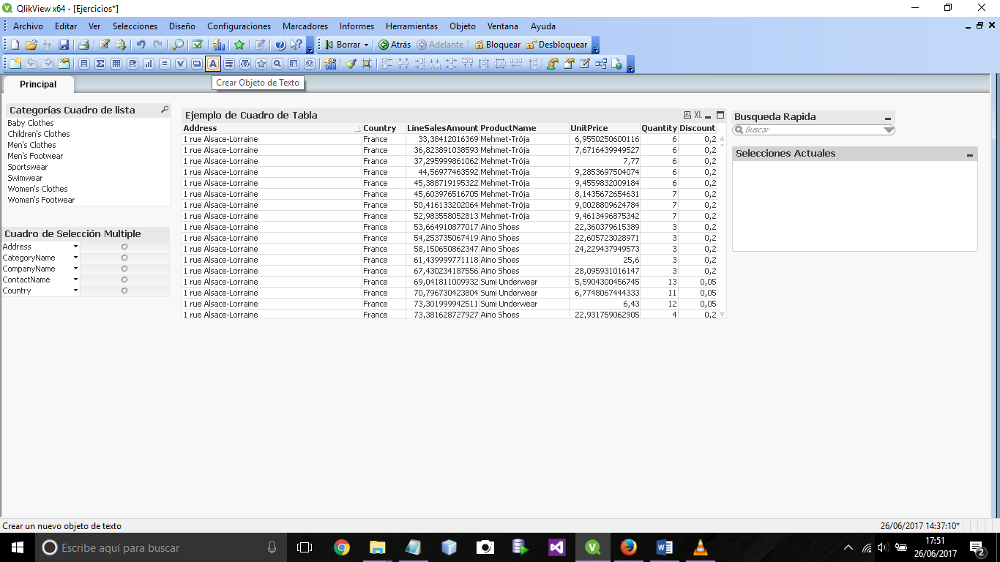 QlikView x64 - [Ejercicios*]
Archivo Editar Ver Selecciones Diseño Configuraciones Marcadores Informes Herramientas Objeto Ventana Ayuda
Borrar Atrás Adelante Bloquear Desbloquear
Crear Objeto de Texto
Principal
Categorías Cuadro de lista
Baby Clothes
Children's Clothes
Men's Clothes
Men's Footwear
Sportswear
Swimwear
Women's Clothes
Women's Footwear
Cuadro de Selección Multiple
Address
CategoryName
CompanyName
ContactName
Country
Ejemplo de Cuadro de Tabla XL
Address Country LineSalesAmount ProductName UnitPrice Quantity Discount
1 rue Alsace-Lorraine France 33,38412016369 Mehmet-Tröja 6,9550250600116 6 0,2
1 rue Alsace-Lorraine France 36,823891038593 Mehmet-Tröja 7,6716439949527 6 0,2
1 rue Alsace-Lorraine France 37,295999861062 Mehmet-Tröja 7,77 6 0,2
1 rue Alsace-Lorraine France 44,56977463592 Mehmet-Tröja 9,2853697504074 6 0,2
1 rue Alsace-Lorraine France 45,388719195322 Mehmet-Tröja 9,4559832009184 6 0,2
1 rue Alsace-Lorraine France 45,603976516705 Mehmet-Tröja 8,1435672654631 7 0,2
1 rue Alsace-Lorraine France 50,416133202064 Mehmet-Tröja 9,0028809624784 7 0,2
1 rue Alsace-Lorraine France 52,983558052813 Mehmet-Tröja 9,4613496875342 7 0,2
1 rue Alsace-Lorraine France 53,664910877017 Aino Shoes 22,360379615389 3 0,2
1 rue Alsace-Lorraine France 54,253735067419 Aino Shoes 22,605723028971 3 0,2
1 rue Alsace-Lorraine France 58,150650862347 Aino Shoes 24,229437949573 3 0,2
1 rue Alsace-Lorraine France 61,439999771118 Aino Shoes 25,6 3 0,2
1 rue Alsace-Lorraine France 67,430234187556 Aino Shoes 28,095931016147 3 0,2
1 rue Alsace-Lorraine France 69,041811009932 Sumi Underwear 5,5904300456745 13 0,05
1 rue Alsace-Lorraine France 70,796730423804 Sumi Underwear 6,7748067444333 11 0,05
1 rue Alsace-Lorraine France 73,301999942511 Sumi Underwear 6,43 12 0,05
1 rue Alsace-Lorraine France 73,381628727927 Aino Shoes 22,931759062905 4 0,2
Busqueda Rapida
Buscar
Selecciones Actuales
Crear un nuevo objeto de texto
26/06/2017 14:37:10*
Escribe aquí para buscar
17:51
26/06/2017
2